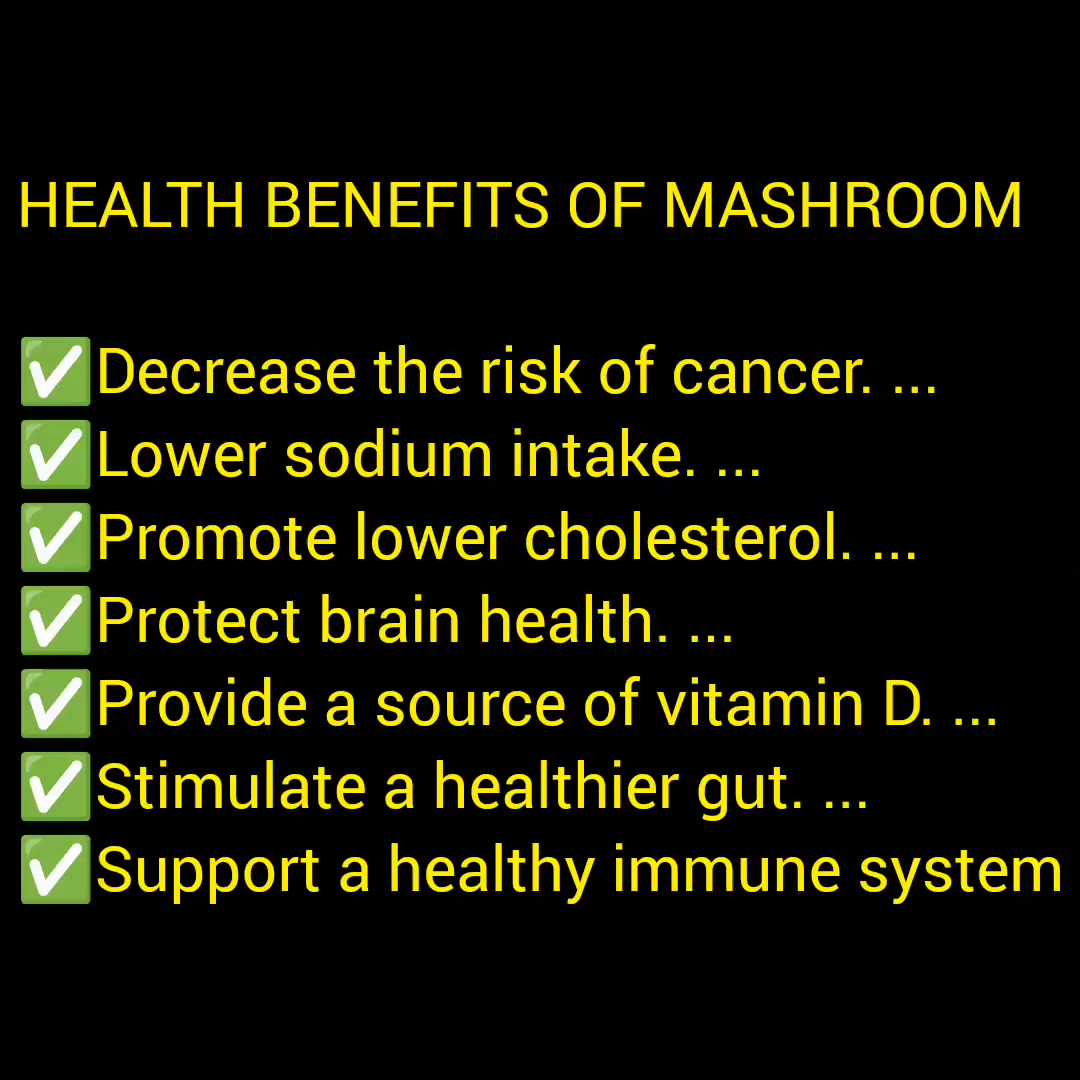 HEALTH BENEFITS OF MASHROOM
✅Decrease the risk of cancer. ...
✅Lower sodium intake. ...
✅Promote lower cholesterol. ...
✅Protect brain health. ...
✅Provide a source of vitamin D. ...
✅Stimulate a healthier gut. ...
✅Support a healthy immune system